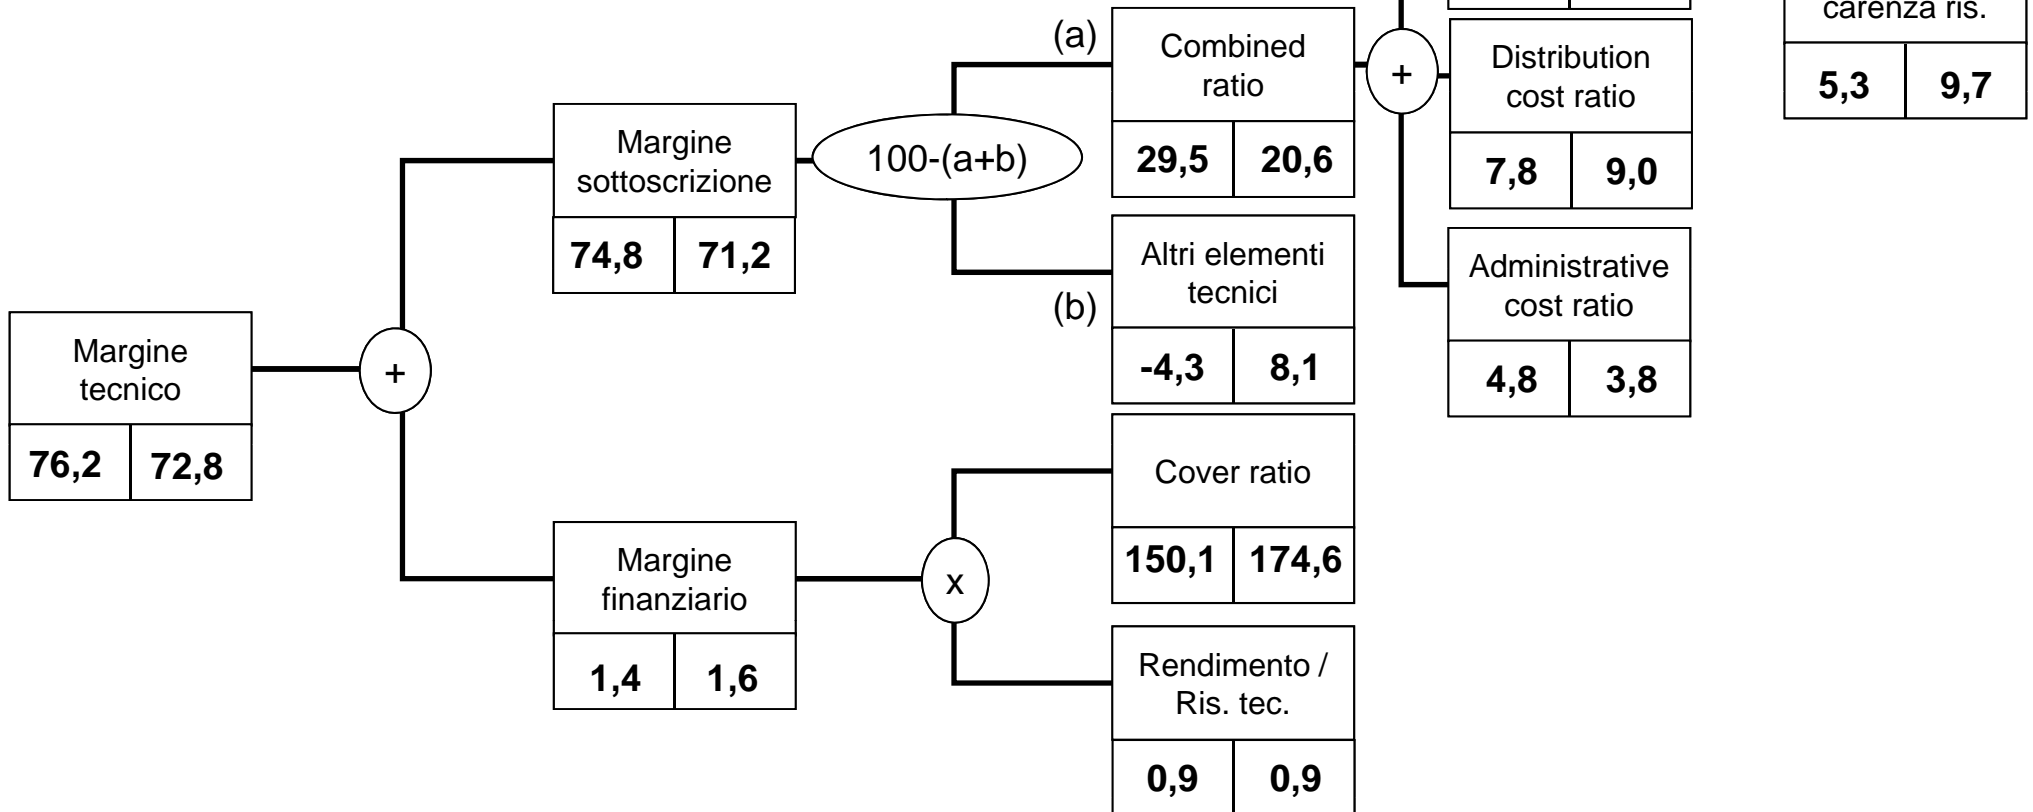 carenza ris.
5,3 9,7
(a)
Combined
ratio
29,5 20,6
+
Distribution
cost ratio
7,8 9,0
Margine
sottoscrizione
74,8 71,2
100-(a+b)
Altri elementi
tecnici
(b)
-4,3 8,1
Administrative
cost ratio
4,8 3,8
Margine
tecnico
76,2 72,8
+
Cover ratio
150,1 174,6
Margine
finanziario
1,4 1,6
x
Rendimento /
Ris. tec.
0,9 0,9